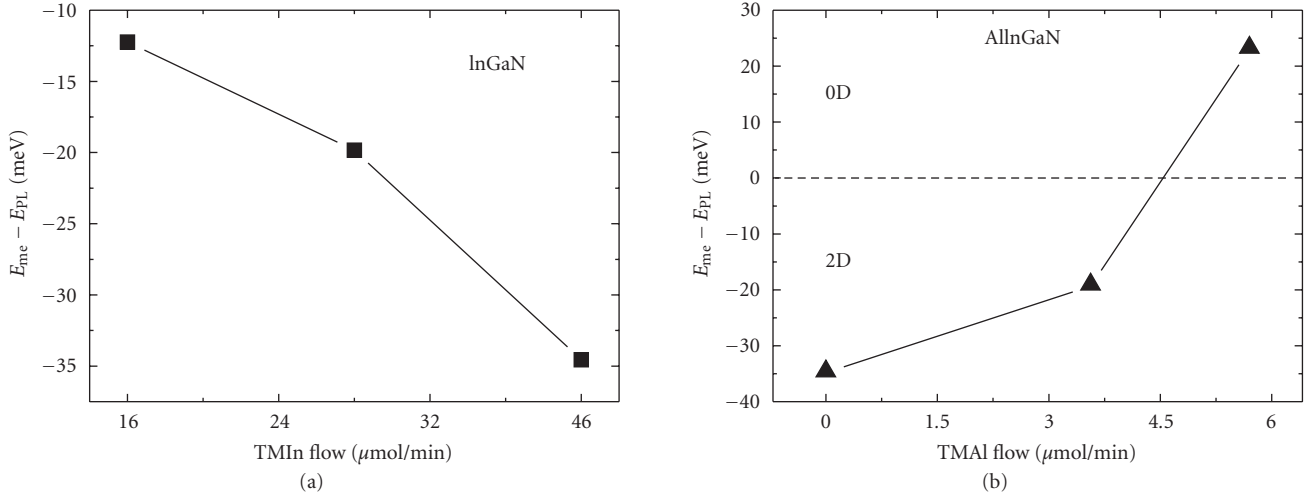 −10
−12
−15
−20
−25
−30
−35
16
24
32
46
E_me − E_PL (meV)
lnGaN
TMIn flow (μmol/min)
(a)
30
20
10
0
−10
−20
−30
−40
0
1.5
3
4.5
6
E_me − E_PL (meV)
AllnGaN
0D
2D
TMAl flow (μmol/min)
(b)